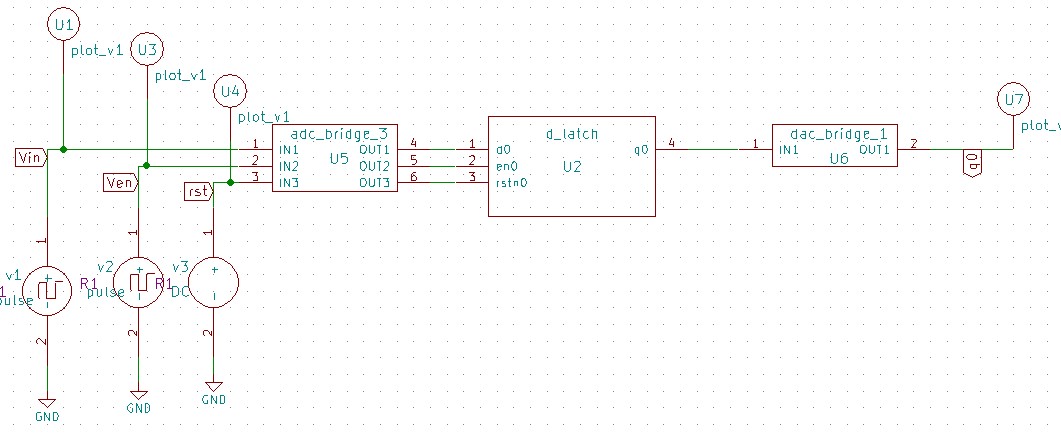 U1
plot_v1
U3
plot_v1
U4
plot_v1
U7
plot_v
adc_bridge_3
1 IN1 OUT1 4
2 IN2 OUT2 5
3 IN3 OUT3 6
U5
d_latch
1 d0 q0 4
2 en0
3 rstn0
U2
dac_bridge_1
1 IN1 OUT1 2
U6
q0
Vin
Ven
rst
1
1
1
v1
pulse
+
-
R1
v2
pulse
+
-
R1
v3
DC
+
-
1
2
2
2
GND
GND
GND